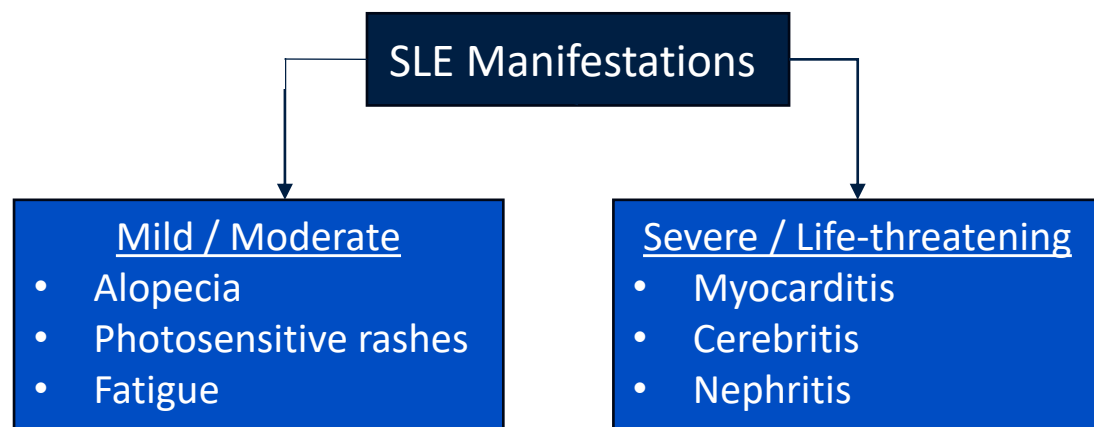 SLE Manifestations
Mild / Moderate
• Alopecia
• Photosensitive rashes
• Fatigue
Severe / Life-threatening
• Myocarditis
• Cerebritis
• Nephritis